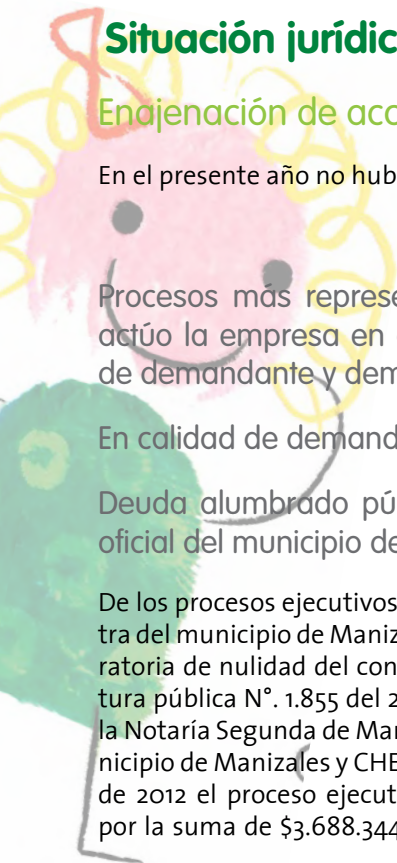 Situación jurídic
Enajenación de acc
En el presente año no hub
Procesos más represe
actúo la empresa en
de demandante y dem
En calidad de demand
Deuda alumbrado pú
oficial del municipio de
De los procesos ejecutivos
tra del municipio de Maniz
ratoria de nulidad del con
tura pública N°. 1.855 del 2
la Notaría Segunda de Mar
nicipio de Manizales y CHE
de 2012 el proceso ejecut
por la suma de $3.688.344